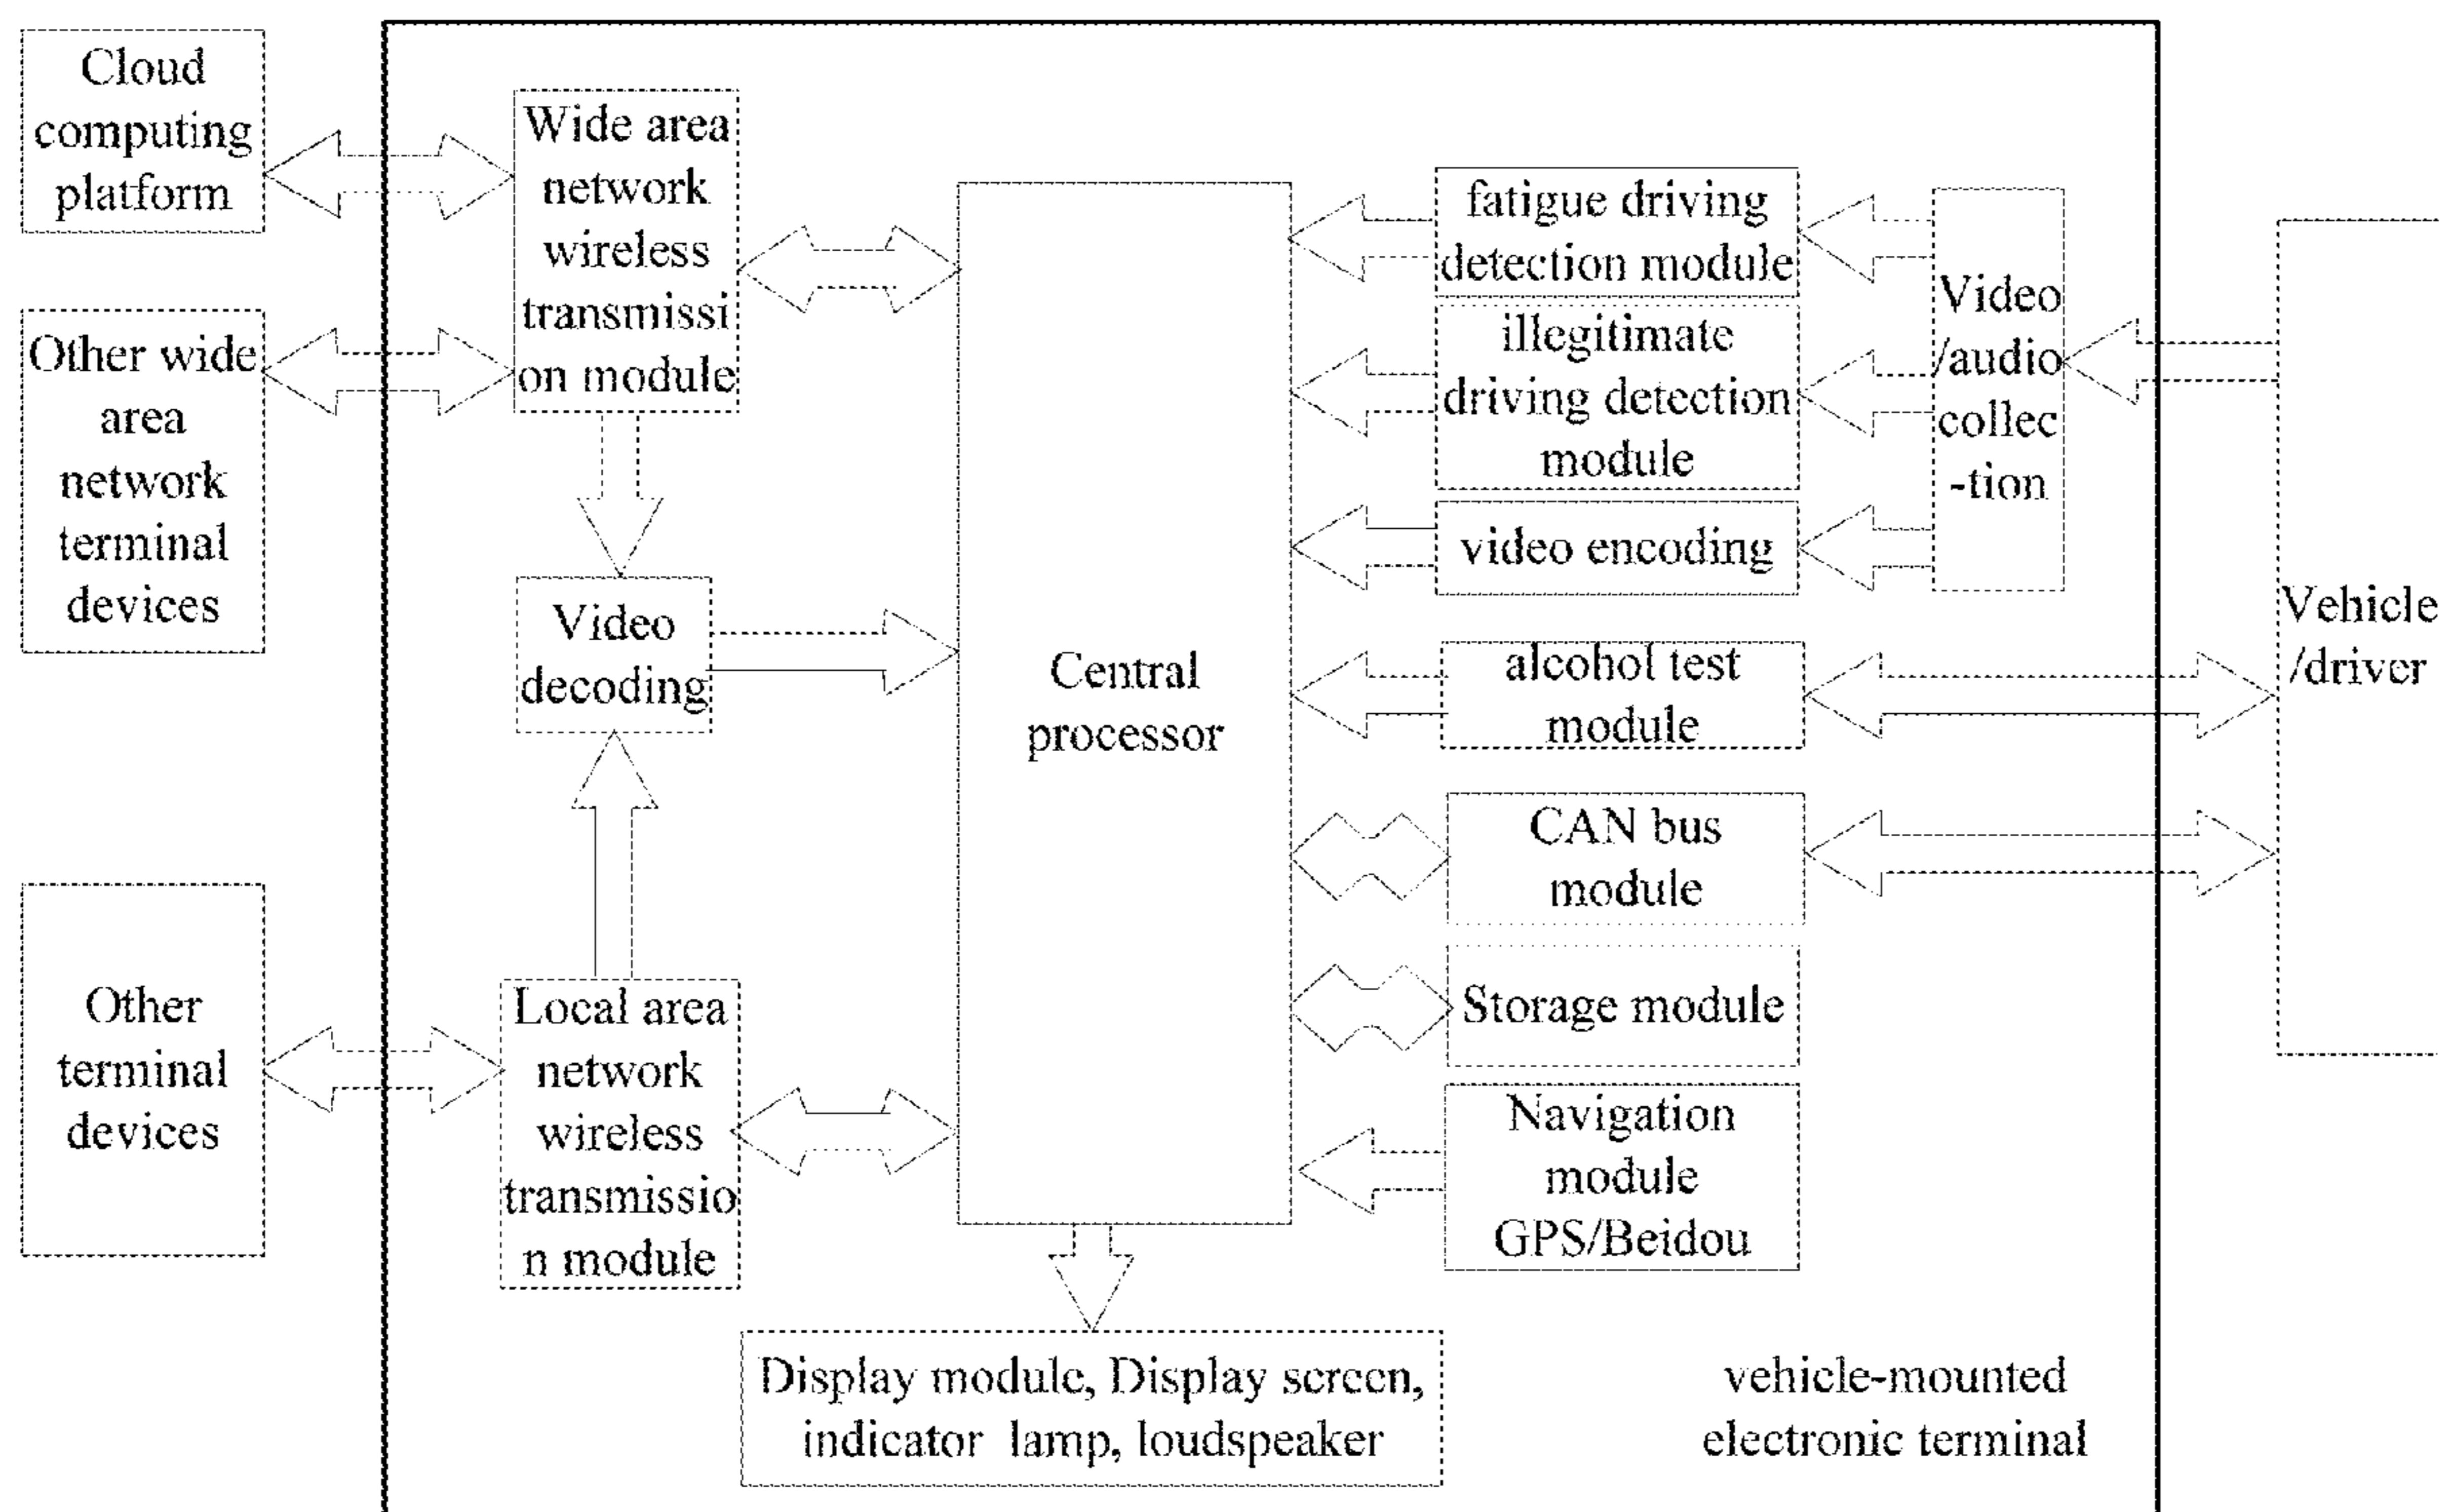 Cloud
computing
platform
Other wide
area
network
terminal
devices
Other
terminal
devices
Wide area
network
wireless
transmissi
on module
Video
decoding
Local area
network
wireless
transmissio
n module
Central
processor
fatigue driving
detection module
illegitimate
driving detection
module
video encoding
alcohol test
module
CAN bus
module
Storage module
Navigation
module
GPS/Beidou
Video
/audio
collec
-tion
Vehicle
/driver
Display module, Display screen,
indicator lamp, loudspeaker
vehicle-mounted
electronic terminal